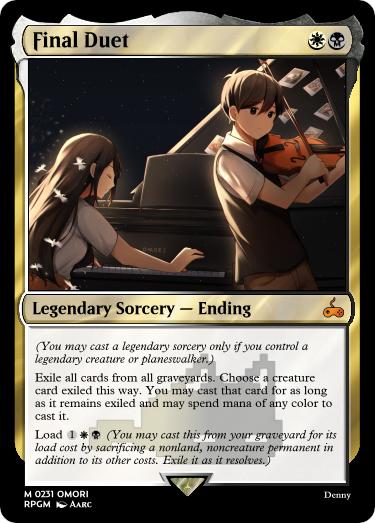 Final Duet
OMORI
Legendary Sorcery — Ending
(You may cast a legendary sorcery only if you control a
legendary creature or planeswalker.)
Exile all cards from all graveyards. Choose a creature
card exiled this way. You may cast that card for as long
as it remains exiled and may spend mana of any color to
cast it.
Load 1 (You may cast this from your graveyard for its
load cost by sacrificing a nonland, noncreature permanent in
addition to its other costs. Exile it as it resolves.)
M 0231 OMORI
Denny
RPGM AARC